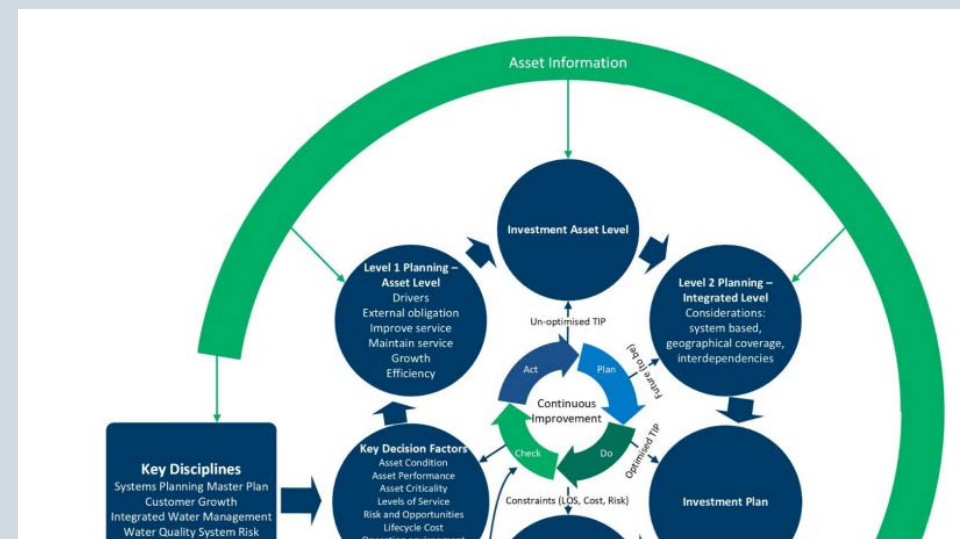 Asset Information
Investment Asset Level
Level 1 Planning –
Asset Level
Drivers
External obligation
Improve service
Maintain service
Growth
Efficiency
Level 2 Planning –
Integrated Level
Considerations:
system based,
geographical coverage,
interdependencies
Un-optimised TIP
Act
Plan
Future (to be)
Continuous
Improvement
Check
Do
Optimised TIP
Constraints (LOS, Cost, Risk)
Key Disciplines
Systems Planning Master Plan
Customer Growth
Integrated Water Management
Water Quality System Risk
Key Decision Factors
Asset Condition
Asset Performance
Asset Criticality
Levels of Service
Risk and Opportunities
Lifecycle Cost
Operating environment
Investment Plan